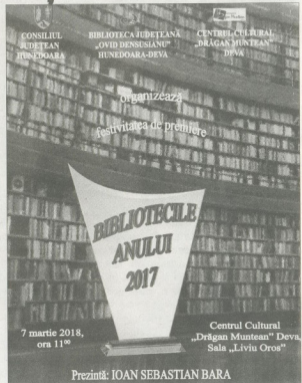 CONSILIUL
JUDEȚEAN
HUNEDOARA
BIBLIOTECA JUDEȚEANĂ
„OVID DENSUSIANU”
HUNEDOARA-DEVA
CENTRUL CULTURAL
„DRĂGAN MUNTEAN”
DEVA
organizează
festivitatea de premiere
BIBLIOTECILE
ANULUI
2017
7 martie 2018,
ora 11⁰⁰
Centrul Cultural
„Drăgan Muntean” Deva,
Sala „Liviu Oros”
Prezintă: IOAN SEBASTIAN BARA